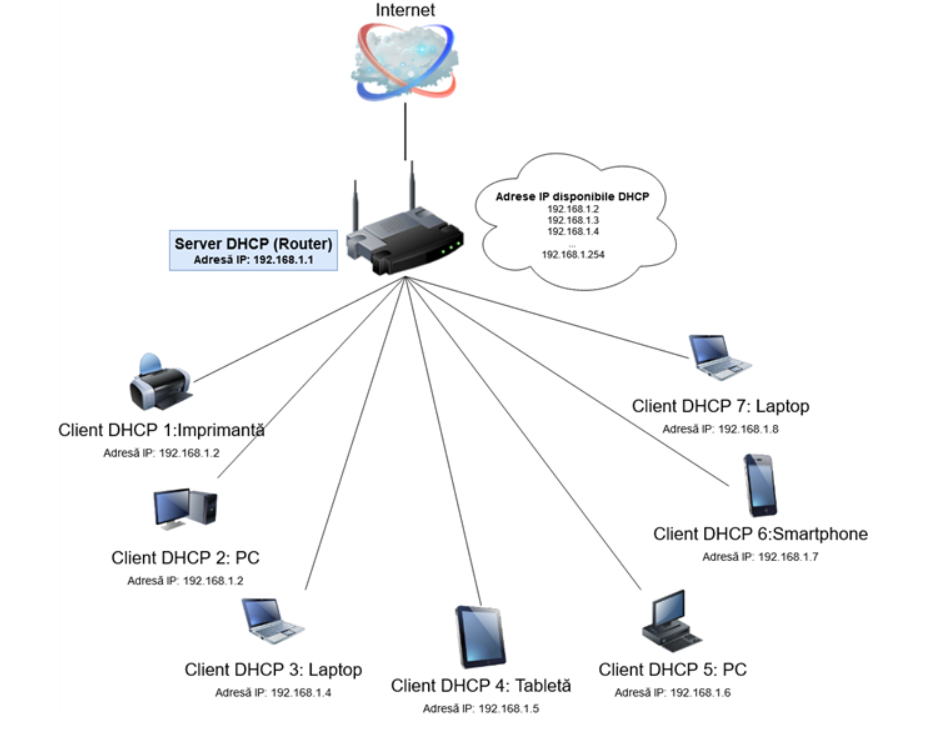 Internet
Adrese IP disponibile DHCP
192.168.1.2
192.168.1.3
192.168.1.4
...
192.168.1.254
Server DHCP (Router)
Adresă IP: 192.168.1.1
Client DHCP 7: Laptop
Adresă IP: 192.168.1.8
Client DHCP 1:Imprimantă
Adresă IP: 192.168.1.2
Client DHCP 6:Smartphone
Adresă IP: 192.168.1.7
Client DHCP 2: PC
Adresă IP: 192.168.1.2
Client DHCP 3: Laptop
Adresă IP: 192.168.1.4
Client DHCP 4: Tabletă
Adresă IP: 192.168.1.5
Client DHCP 5: PC
Adresă IP: 192.168.1.6